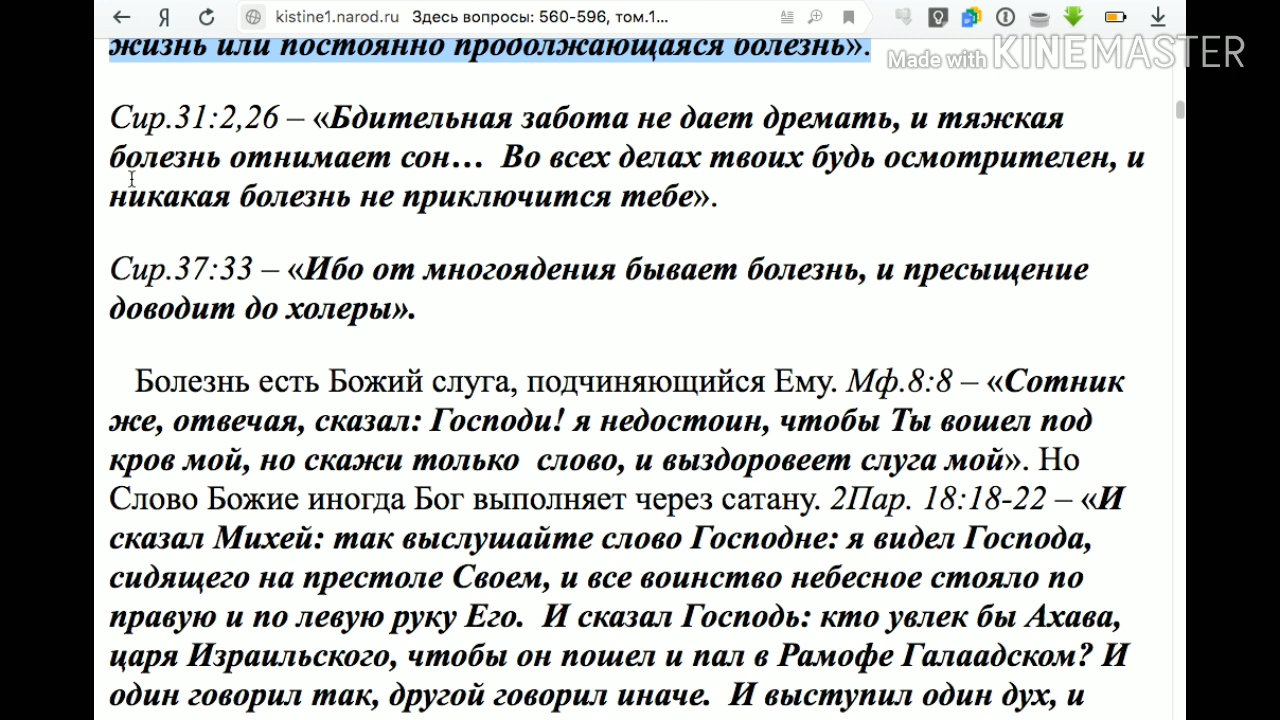 kistine1.narod.ru Здесь вопросы: 560-596, том.1...
жизнь или постоянно продолжающаяся болезнь».
Made with KINEMASTER
Сир.31:2,26 – «Бдительная забота не дает дремать, и тяжкая
болезнь отнимает сон… Во всех делах твоих будь осмотрителен, и
никакая болезнь не приключится тебе».
Сир.37:33 – «Ибо от многоядения бывает болезнь, и пресыщение
доводит до холеры».
Болезнь есть Божий слуга, подчиняющийся Ему. Мф.8:8 – «Сотник
же, отвечая, сказал: Господи! я недостоин, чтобы Ты вошел под
кров мой, но скажи только слово, и выздоровеет слуга мой». Но
Слово Божие иногда Бог выполняет через сатану. 2Пар. 18:18-22 – «И
сказал Михей: так выслушайте слово Господне: я видел Господа,
сидящего на престоле Своем, и все воинство небесное стояло по
правую и по левую руку Его. И сказал Господь: кто увлек бы Ахава,
царя Израильского, чтобы он пошел и пал в Рамофе Галаадском? И
один говорил так, другой говорил иначе. И выступил один дух, и